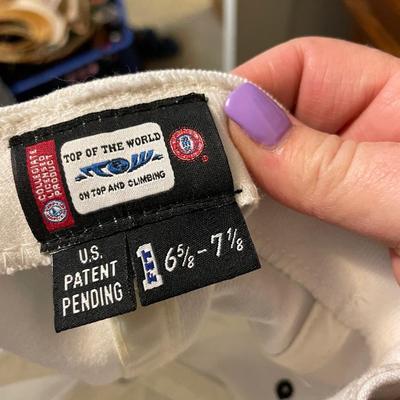 COLLEGIATE
LICENSED
PRODUCT
TOP OF THE WORLD
TOW
ON TOP AND CLIMBING
U.S.
PATENT
PENDING
1 FIT 6 5/8 - 7 1/8